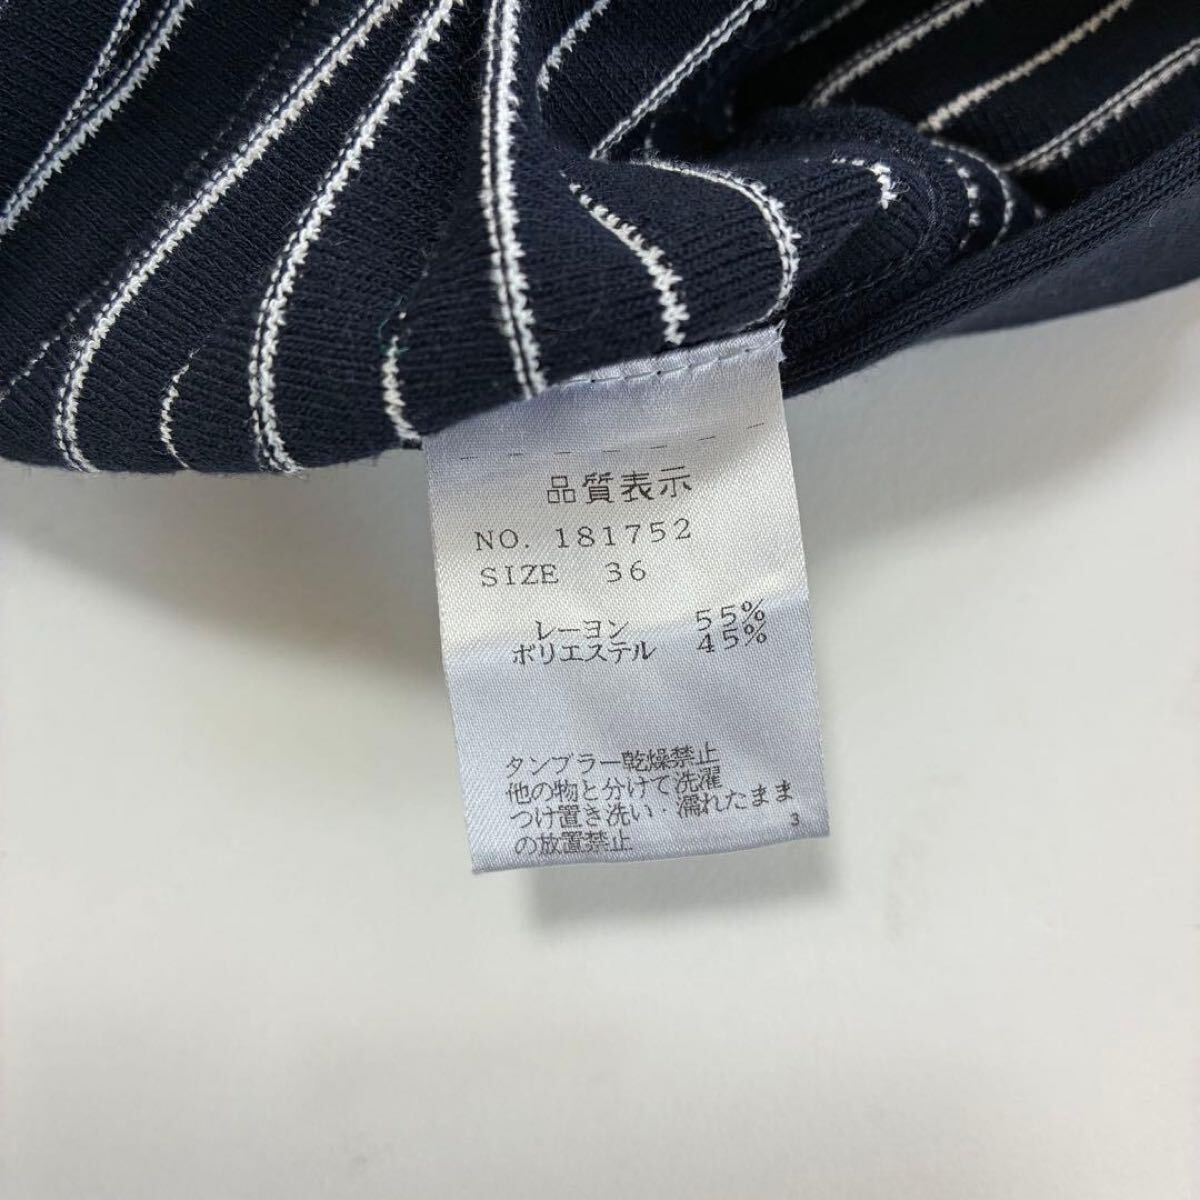 品質表示
NO. 181752
SIZE 36
レーヨン 55%
ポリエステル 45%
タンブラー乾燥禁止
他の物と分けて洗濯
つけ置き洗い・濡れたまま
の放置禁止
3